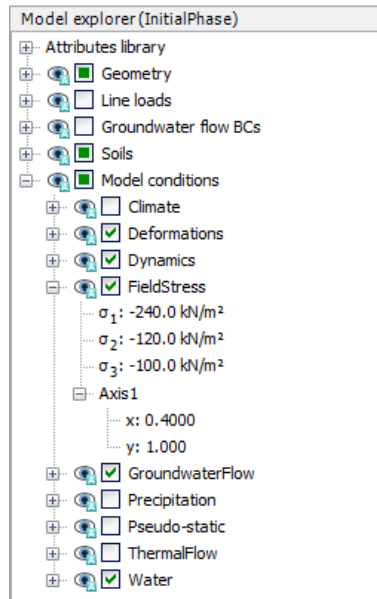 Model explorer (InitialPhase)
Attributes library
Geometry
Line loads
Groundwater flow BCs
Soils
Model conditions
Climate
Deformations
Dynamics
FieldStress
σ₁: -240.0 kN/m²
σ₂: -120.0 kN/m²
σ₃: -100.0 kN/m²
Axis1
x: 0.4000
y: 1.000
GroundwaterFlow
Precipitation
Pseudo-static
ThermalFlow
Water